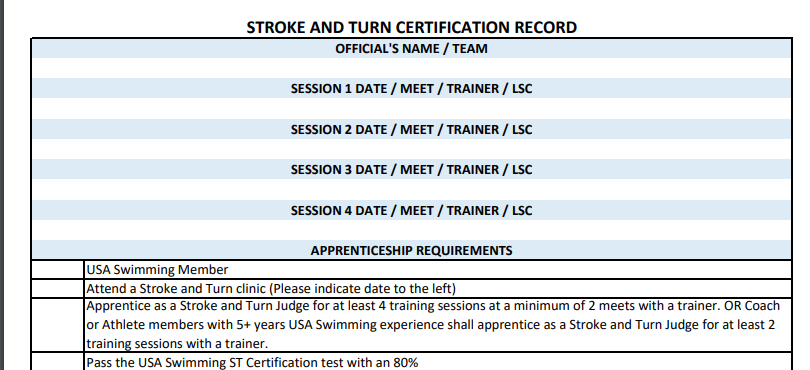 STROKE AND TURN CERTIFICATION RECORD
OFFICIAL'S NAME / TEAM
SESSION 1 DATE / MEET / TRAINER / LSC
SESSION 2 DATE / MEET / TRAINER / LSC
SESSION 3 DATE / MEET / TRAINER / LSC
SESSION 4 DATE / MEET / TRAINER / LSC
APPRENTICESHIP REQUIREMENTS
USA Swimming Member
Attend a Stroke and Turn clinic (Please indicate date to the left)
Apprentice as a Stroke and Turn Judge for at least 4 training sessions at a minimum of 2 meets with a trainer. OR Coach
or Athlete members with 5+ years USA Swimming experience shall apprentice as a Stroke and Turn Judge for at least 2
training sessions with a trainer.
Pass the USA Swimming ST Certification test with an 80%